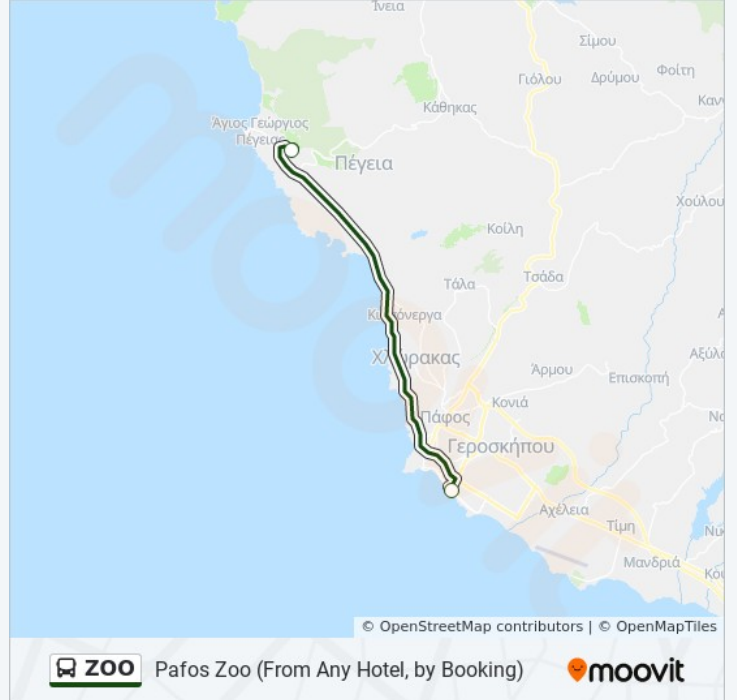 Ίνεια
Σίμου
Φοίτη
Γιόλου
Δρύμου
Κάθηκας
Άγιος Γεώργιος
Πέγειας
Πέγεια
Χούλου
Κοίλη
Τάλα
Τσάδα
Χλώρακας
Άρμου
Επισκοπή
Κονιά
Πάφος
Γεροσκήπου
Αχέλεια
Τίμη
Μανδριά
© OpenStreetMap contributors | © OpenMapTiles
ZOO Pafos Zoo (From Any Hotel, by Booking) moovit